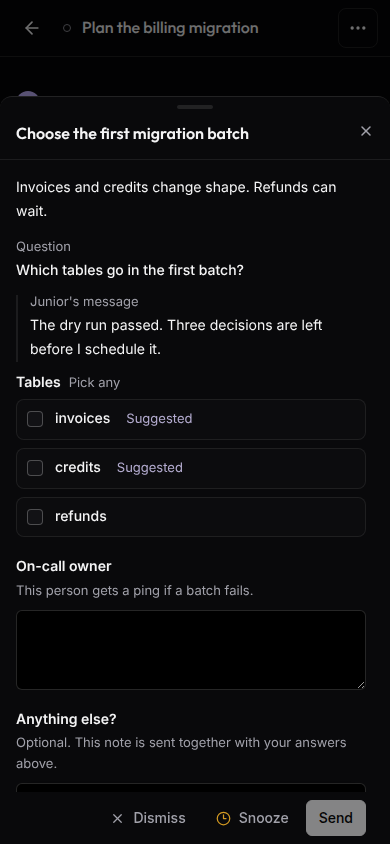 Plan the billing migration
Choose the first migration batch
Invoices and credits change shape. Refunds can
wait.
Question
Which tables go in the first batch?
Junior's message
The dry run passed. Three decisions are left
before I schedule it.
Tables Pick any
invoices Suggested
credits Suggested
refunds
On-call owner
This person gets a ping if a batch fails.
Anything else?
Optional. This note is sent together with your answers
above.
Dismiss Snooze Send